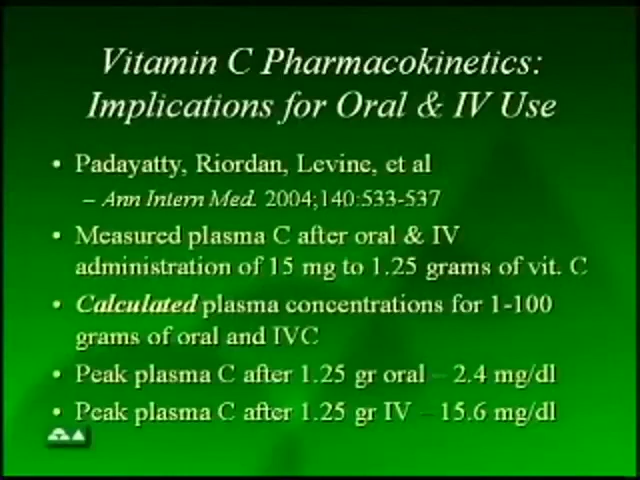 Vitamin C Pharmacokinetics:
Implications for Oral & IV Use
• Padayatty, Riordan, Levine, et al
– Ann Intern Med. 2004;140:533-537
• Measured plasma C after oral & IV
administration of 15 mg to 1.25 grams of vit. C
• Calculated plasma concentrations for 1-100
grams of oral and IVC
• Peak plasma C after 1.25 gr oral – 2.4 mg/dl
• Peak plasma C after 1.25 gr IV – 15.6 mg/dl